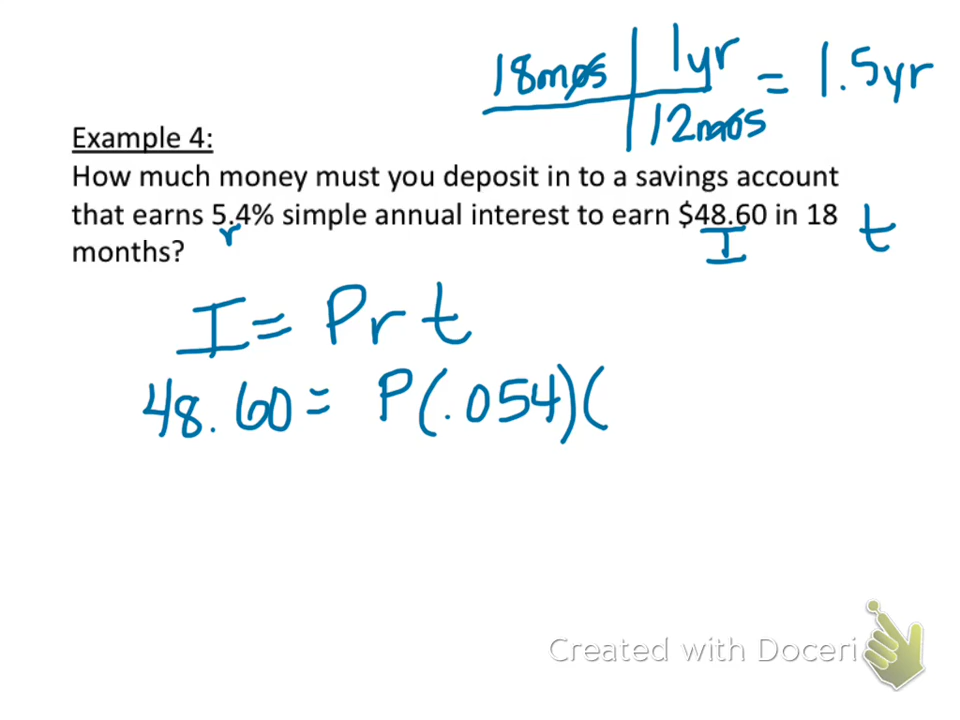 18mos | 1yr = 1.5yr
12mos
Example 4:
How much money must you deposit in to a savings account
that earns 5.4% simple annual interest to earn $48.60 in 18
r I t
months?
I = Prt
48.60 = P(.054)(
Created with Doceri